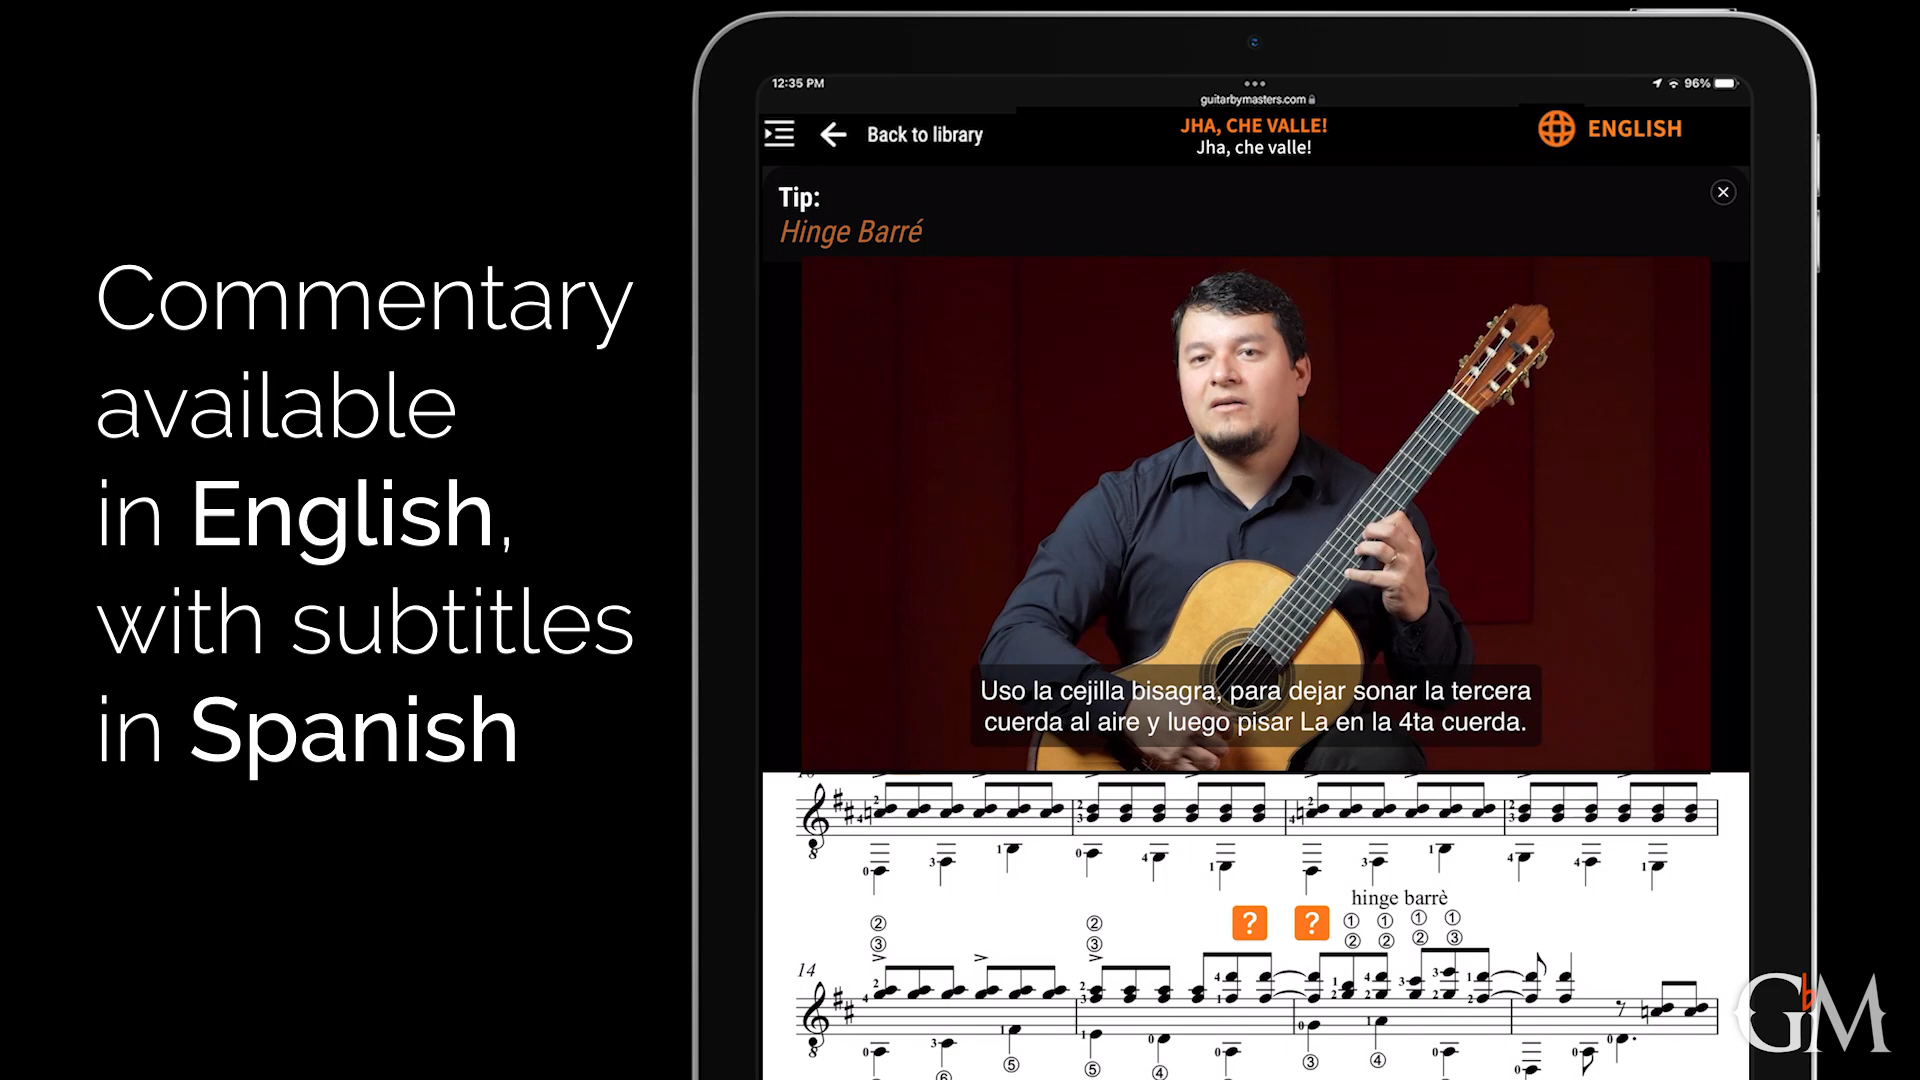 Commentary
available
in English,
with subtitles
in Spanish
12:35 PM
96%
guitarbymasters.com
Back to library
JHA, CHE VALLE!
Jha, che valle!
ENGLISH
Tip:
Hinge Barré
Uso la cejilla bisagra, para dejar sonar la tercera
cuerda al aire y luego pisar La en la 4ta cuerda.
hinge barrè
? ?
14
GbM